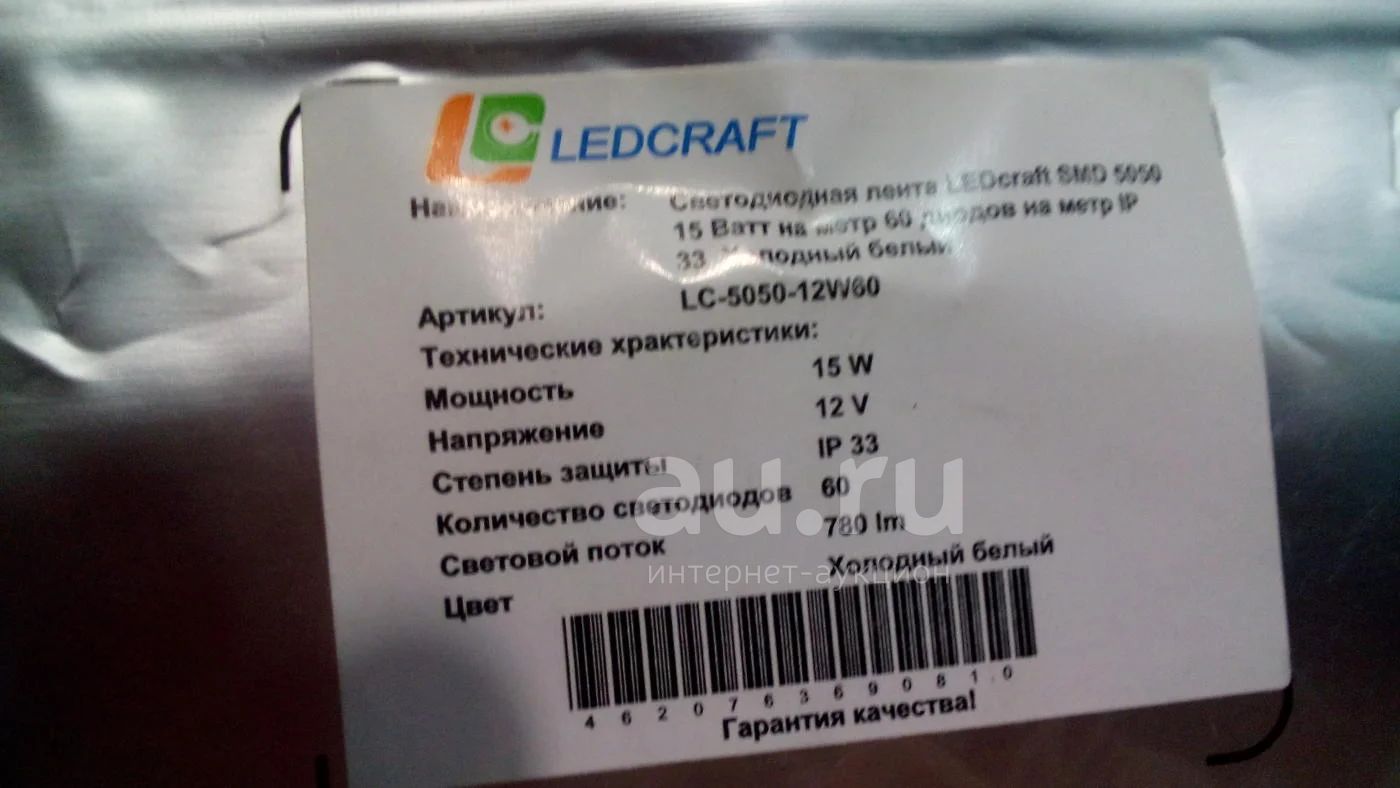 LEDCRAFT
Наименование: Светодиодная лента LEDcraft SMD 5050
15 Ватт на метр 60 диодов на метр IP
33 Холодный белый
Артикул: LC-5050-12W60
Технические храктеристики:
Мощность 15 W
Напряжение 12 V
Степень защиты IP 33
Количество светодиодов 60
Световой поток 780 lm
Цвет Холодный белый
4620763690810
Гарантия качества!
au.ru
интернет-аукцион